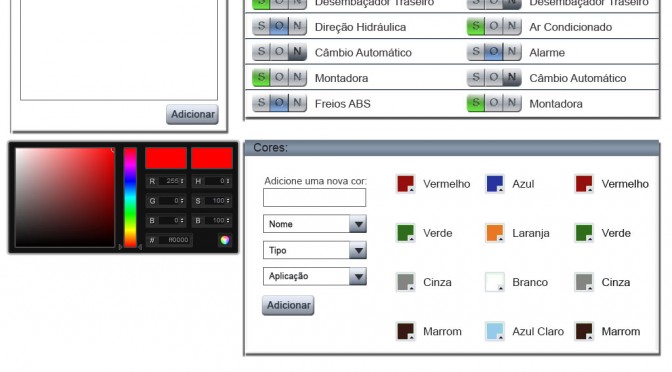 S O N Desembaçador Traseiro S O N Desembaçador Traseiro
S O N Direção Hidráulica S O N Ar Condicionado
S O N Câmbio Automático S O N Alarme
S O N Montadora S O N Câmbio Automático
S O N Freios ABS S O N Montadora
Adicionar
R 255 H 0
G 0 S 100
B 0 B 100
# ff0000
Cores:
Adicione uma nova cor:
Nome
Tipo
Aplicação
Adicionar
Vermelho Azul Vermelho
Verde Laranja Verde
Cinza Branco Cinza
Marrom Azul Claro Marrom